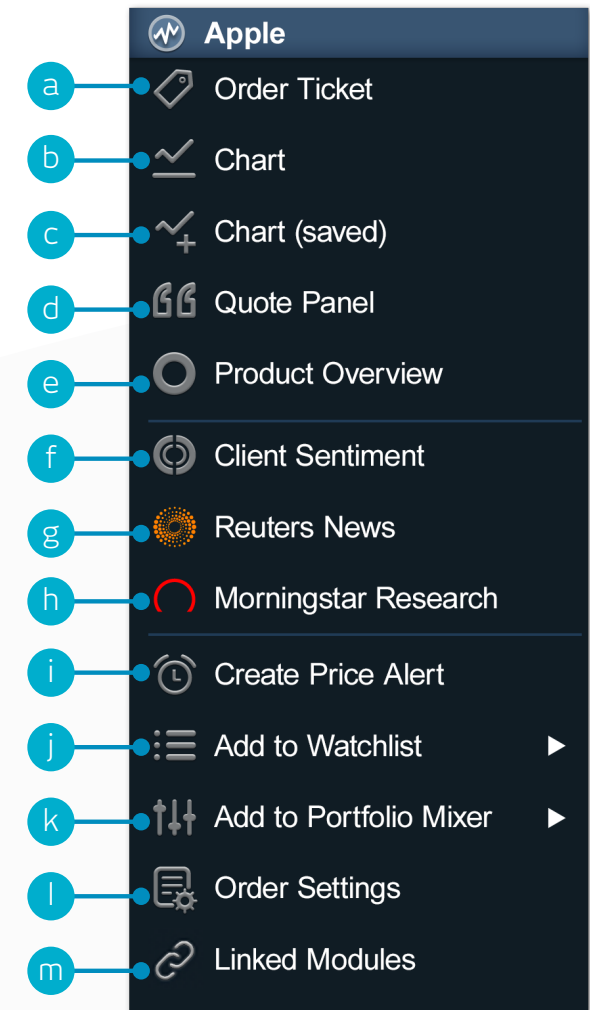 Apple
a Order Ticket
b Chart
c Chart (saved)
d Quote Panel
e Product Overview
f Client Sentiment
g Reuters News
h Morningstar Research
i Create Price Alert
j Add to Watchlist
k Add to Portfolio Mixer
l Order Settings
m Linked Modules